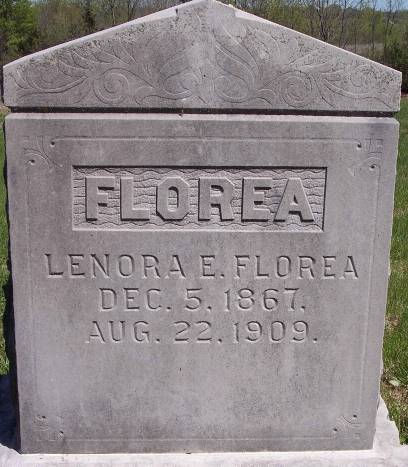 FLOREA
LENORA E. FLOREA
DEC. 5. 1867.
AUG. 22. 1909.